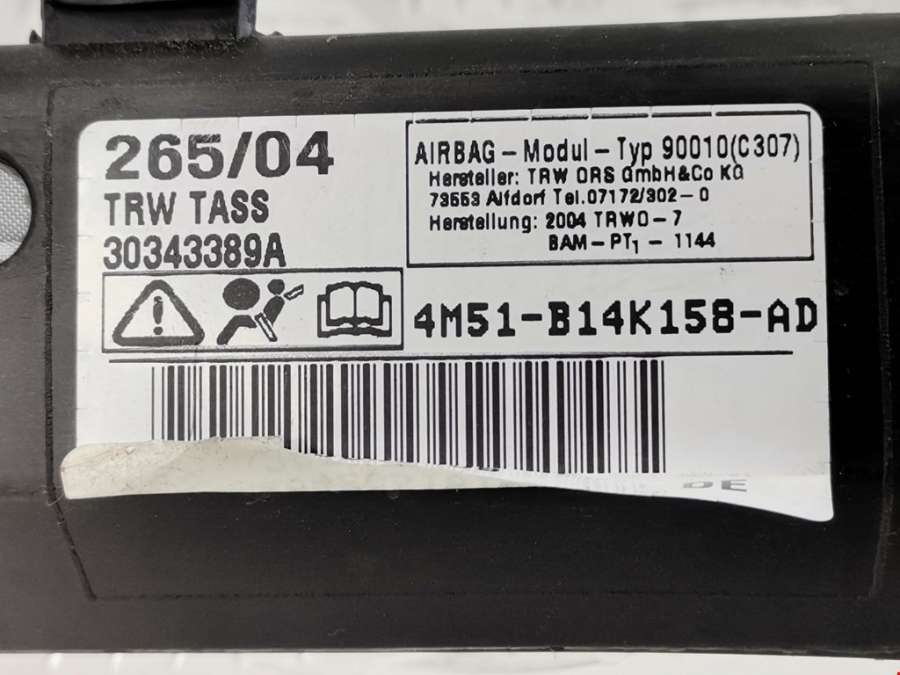 265/04
TRW TASS
30343389A
AIRBAG-Modul-Typ 90010(C307)
Hersteller: TRW ORS GmbH&Co KG
73553 Alfdorf Tel.07172/302-0
Herstellung: 2004 TRWO-7
BAM-PT1-1144
4M51-B14K158-AD
DE